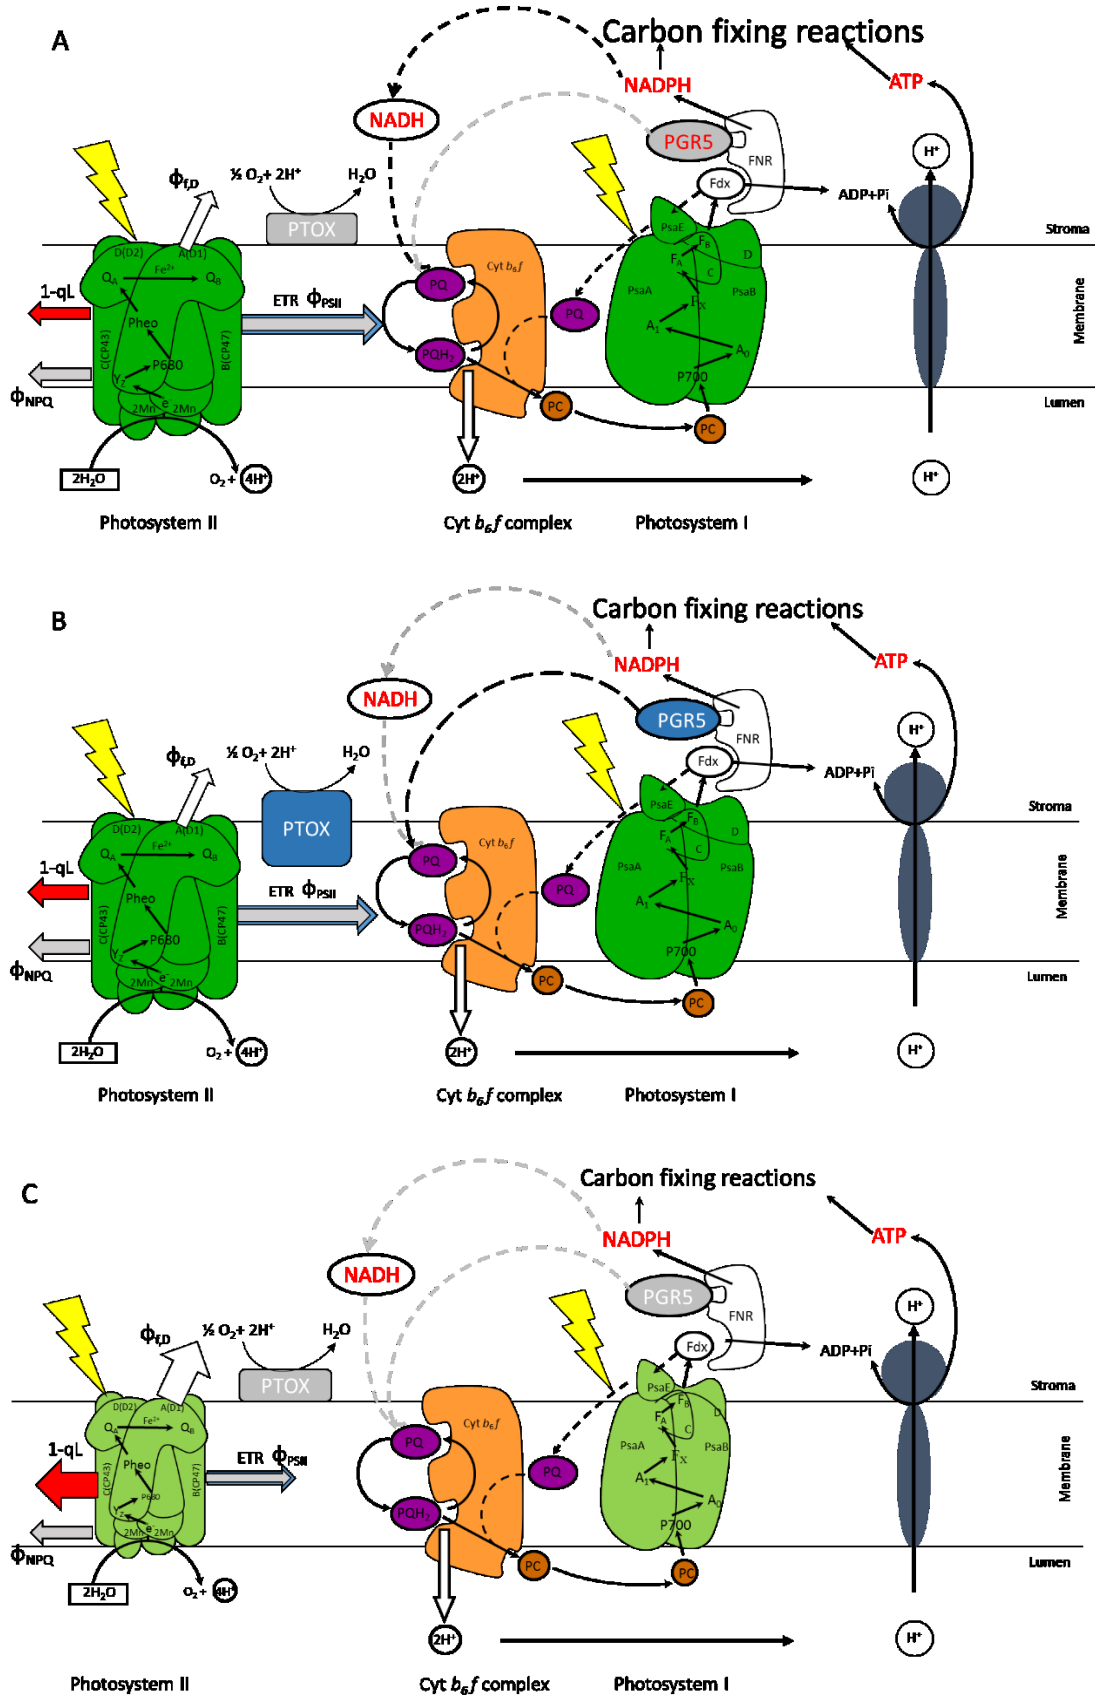 A
Carbon fixing reactions
NADPH
ATP
NADH
PGR5
FNR
H⁺
Φf,D
½ O₂+ 2H⁺
H₂O
PTOX
Fdx
ADP+Pi
Stroma
D(D2)
A(D1)
Fe²⁺
QA
QB
PsaE
FB
FA
C
D
Cyt b₆f
PQ
PsaA
FX
PsaB
Membrane
1-qL
ETR ΦPSII
PQ
Pheo
A₁
A₀
C(CP43)
B(CP47)
P680
PQH₂
P700
ΦNPQ
YZ
e⁻
2Mn
2Mn
PC
PC
Lumen
2H₂O
O₂ + 4H⁺
2H⁺
H⁺
Photosystem II
Cyt b₆f complex
Photosystem I
B
Carbon fixing reactions
NADPH
ATP
NADH
PGR5
FNR
H⁺
Φf,D
½ O₂+ 2H⁺
H₂O
PTOX
Fdx
ADP+Pi
Stroma
D(D2)
A(D1)
Fe²⁺
QA
QB
PsaE
FB
FA
C
D
Cyt b₆f
PQ
PsaA
FX
PsaB
Membrane
1-qL
ETR ΦPSII
PQ
Pheo
A₁
A₀
C(CP43)
B(CP47)
P680
PQH₂
P700
ΦNPQ
YZ
e⁻
2Mn
2Mn
PC
PC
Lumen
2H₂O
O₂ + 4H⁺
2H⁺
H⁺
Photosystem II
Cyt b₆f complex
Photosystem I
C
Carbon fixing reactions
NADPH
ATP
NADH
PGR5
FNR
H⁺
Φf,D
½ O₂+ 2H⁺
H₂O
PTOX
Fdx
ADP+Pi
Stroma
D(D2)
A(D1)
Fe²⁺
QA
QB
PsaE
FB
FA
C
D
Cyt b₆f
PQ
PsaA
FX
PsaB
Membrane
1-qL
ETR ΦPSII
PQ
Pheo
A₁
A₀
C(CP43)
B(CP47)
P680
PQH₂
P700
ΦNPQ
YZ
e⁻
2Mn
2Mn
PC
PC
Lumen
2H₂O
O₂ + 4H⁺
2H⁺
H⁺
Photosystem II
Cyt b₆f complex
Photosystem I